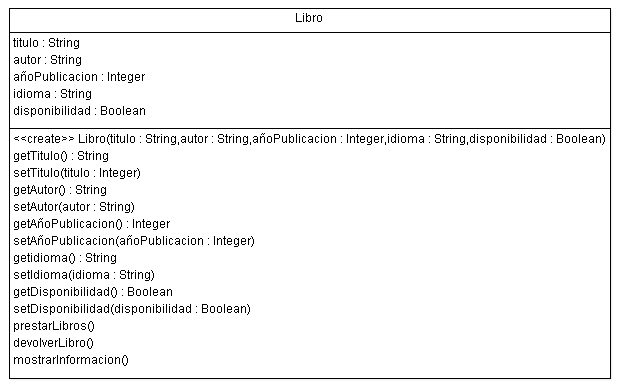 Libro
titulo : String
autor : String
añoPublicacion : Integer
idioma : String
disponibilidad : Boolean
<<create>> Libro(titulo : String,autor : String,añoPublicacion : Integer,idioma : String,disponibilidad : Boolean)
getTitulo() : String
setTitulo(titulo : Integer)
getAutor() : String
setAutor(autor : String)
getAñoPublicacion() : Integer
setAñoPublicacion(añoPublicacion : Integer)
getidioma() : String
setIdioma(idioma : String)
getDisponibilidad() : Boolean
setDisponibilidad(disponibilidad : Boolean)
prestarLibros()
devolverLibro()
mostrarInformacion()